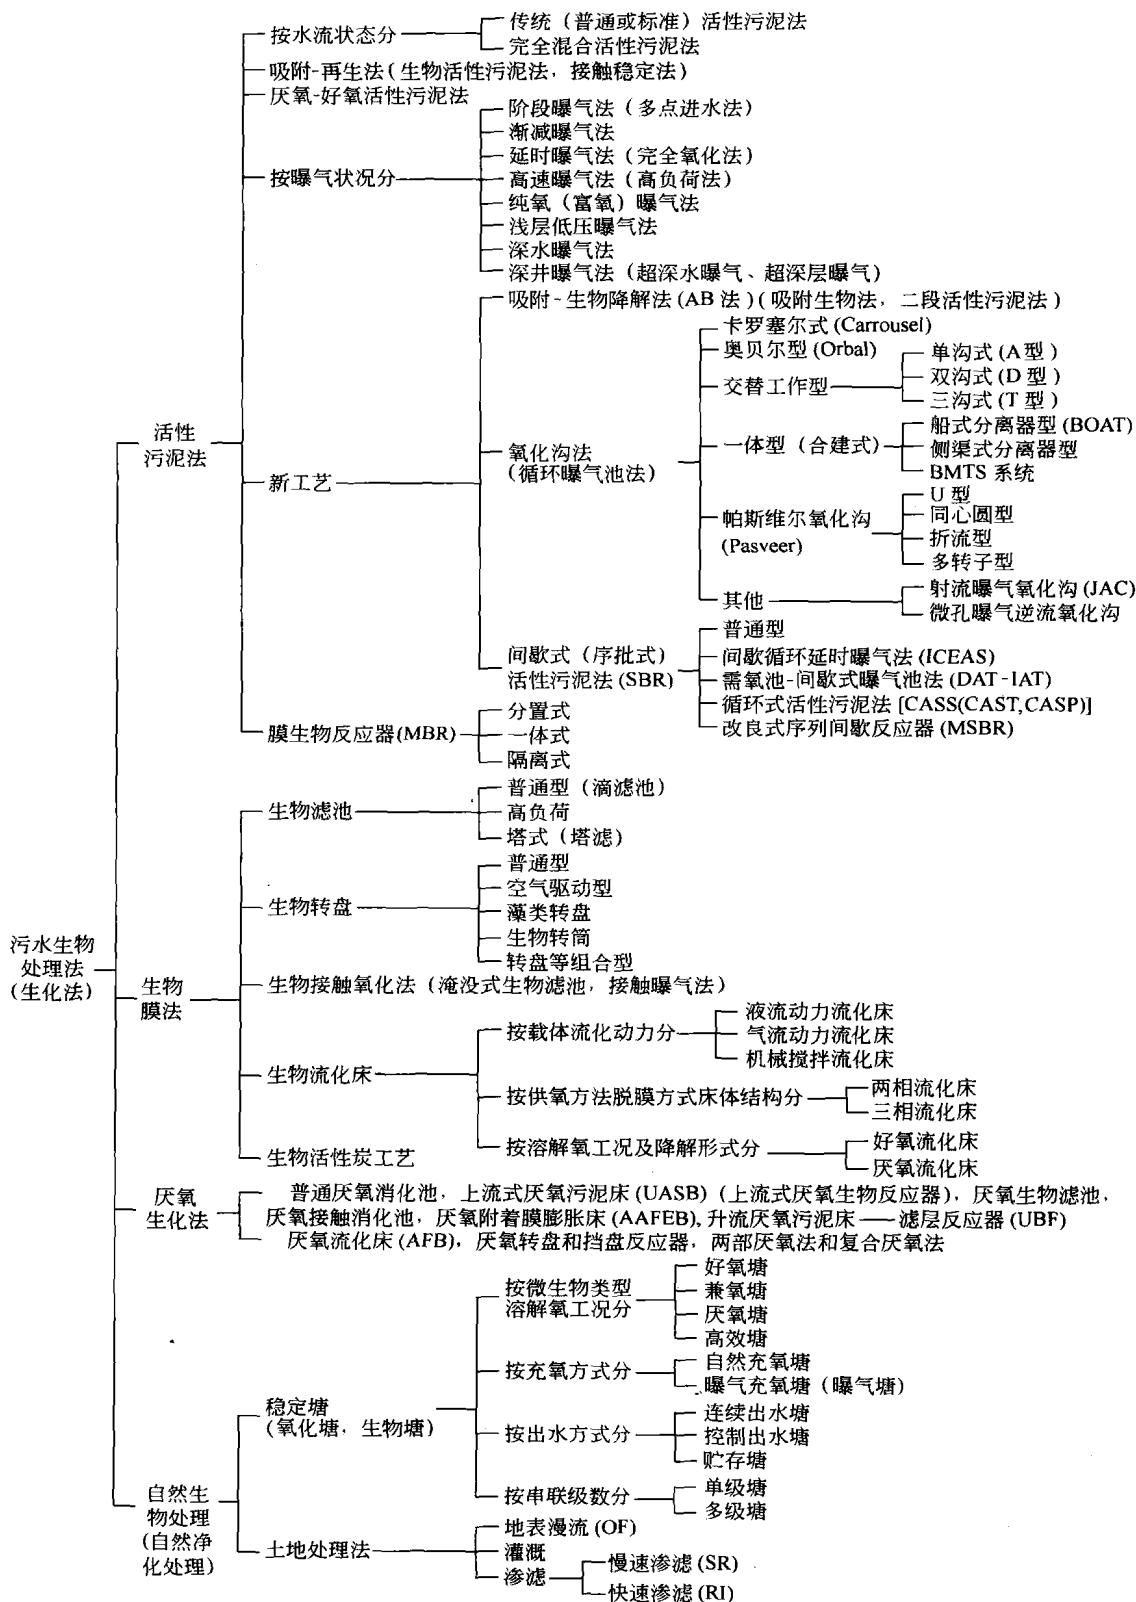 污水生物
处理法
(生化法)
活性
污泥法
按水流状态分
传统（普通或标准）活性污泥法
完全混合活性污泥法
吸附-再生法(生物活性污泥法，接触稳定法)
厌氧-好氧活性污泥法
按曝气状况分
阶段曝气法（多点进水法）
渐减曝气法
延时曝气法（完全氧化法）
高速曝气法（高负荷法）
纯氧（富氧）曝气法
浅层低压曝气法
深水曝气法
深井曝气法（超深水曝气、超深层曝气）
新工艺
吸附-生物降解法(AB法)(吸附生物法，二段活性污泥法)
氧化沟法
(循环曝气池法)
卡罗塞尔式(Carrousel)
奥贝尔型(Orbal)
交替工作型
单沟式(A型)
双沟式(D型)
三沟式(T型)
一体型（合建式）
船式分离器型(BOAT)
侧渠式分离器型
BMTS系统
帕斯维尔氧化沟
(Pasveer)
U型
同心圆型
折流型
多转子型
其他
射流曝气氧化沟(JAC)
微孔曝气逆流氧化沟
间歇式（序批式）
活性污泥法(SBR)
普通型
间歇循环延时曝气法(ICEAS)
需氧池-间歇式曝气池法(DAT-IAT)
循环式活性污泥法[CASS(CAST,CASP)]
改良式序列间歇反应器(MSBR)
膜生物反应器(MBR)
分置式
一体式
隔离式
生物
膜法
生物滤池
普通型（滴滤池）
高负荷
塔式（塔滤）
生物转盘
普通型
空气驱动型
藻类转盘
生物转筒
转盘等组合型
生物接触氧化法（淹没式生物滤池，接触曝气法）
生物流化床
按载体流化动力分
液流动力流化床
气流动力流化床
机械搅拌流化床
按供氧方法脱膜方式床体结构分
两相流化床
三相流化床
按溶解氧工况及降解形式分
好氧流化床
厌氧流化床
生物活性炭工艺
厌氧
生化法
普通厌氧消化池，上流式厌氧污泥床(UASB)（上流式厌氧生物反应器），厌氧生物滤池，
厌氧接触消化池，厌氧附着膜膨胀床(AAFEB),升流厌氧污泥床——滤层反应器(UBF)
厌氧流化床(AFB)，厌氧转盘和挡盘反应器，两部厌氧法和复合厌氧法
自然生
物处理
(自然净
化处理)
稳定塘
(氧化塘，生物塘)
按微生物类型
溶解氧工况分
好氧塘
兼氧塘
厌氧塘
高效塘
按充氧方式分
自然充氧塘
曝气充氧塘（曝气塘）
按出水方式分
连续出水塘
控制出水塘
贮存塘
按串联级数分
单级塘
多级塘
土地处理法
地表漫流(OF)
灌溉
渗滤
慢速渗滤(SR)
快速渗滤(RI)